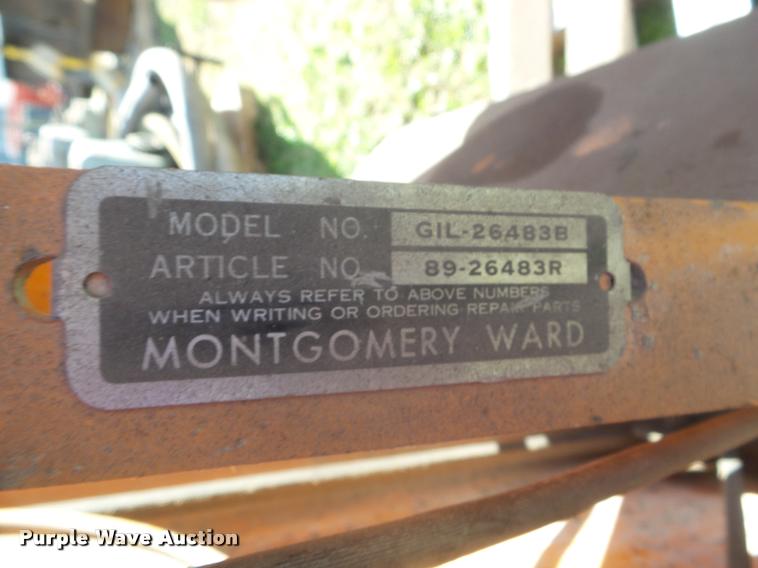 MODEL NO. GIL-26483B
ARTICLE NO. 89-26483R
ALWAYS REFER TO ABOVE NUMBERS
WHEN WRITING OR ORDERING REPAIR PARTS
MONTGOMERY WARD
Purple Wave Auction